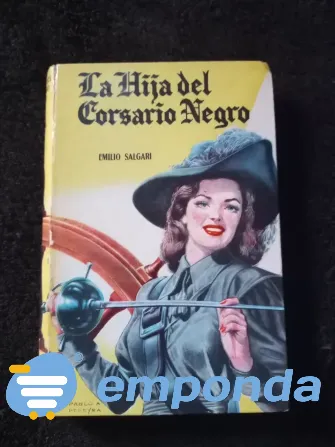 La Hija del
Corsario Negro
EMILIO SALGARI
emponda